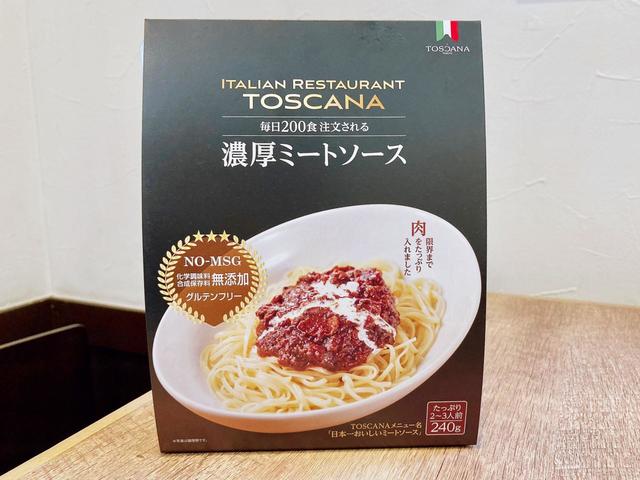 TOSCANA
ITALIAN RESTAURANT
TOSCANA
毎日200食 注文される
濃厚ミートソース
肉
限界まで
をたっぷり
入れました
NO-MSG
化学調味料
合成保存料
無添加
グルテンフリー
たっぷり
2~3人前
240g
TOSCANAメニュー名
「日本一おいしいミートソース」